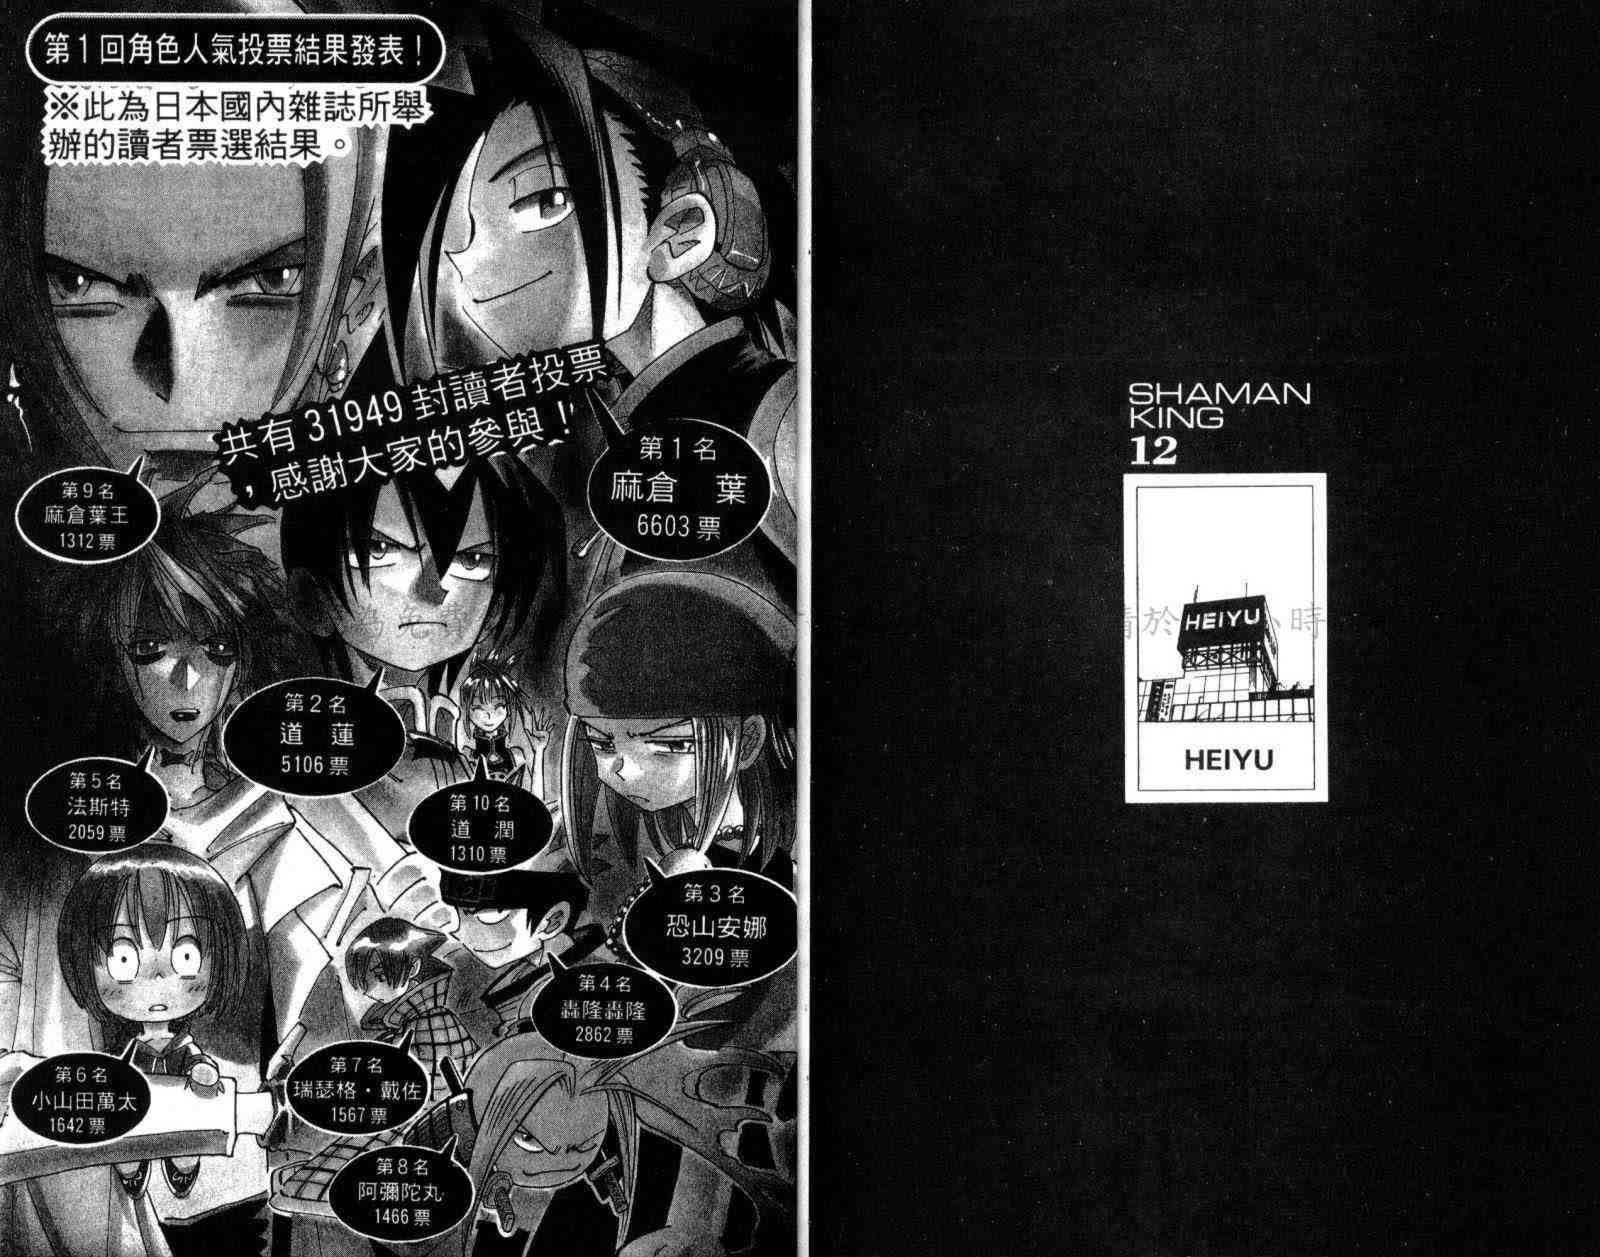 第1回角色人氣投票結果發表！
※此為日本國內雜誌所舉
辦的讀者票選結果。
共有31949封讀者投票
，感謝大家的參與！
第1名
麻倉 葉
6603票
第9名
麻倉葉王
1312票
第2名
道 蓮
5106票
第5名
法斯特
2059票
第10名
道 潤
1310票
第3名
恐山安娜
3209票
第4名
轟隆轟隆
2862票
第6名
小山田萬太
1642票
第7名
瑞瑟格・戴佐
1567票
第8名
阿彌陀丸
1466票
為免費
請於
小時
SHAMAN
KING
12
HEIYU
HEIYU